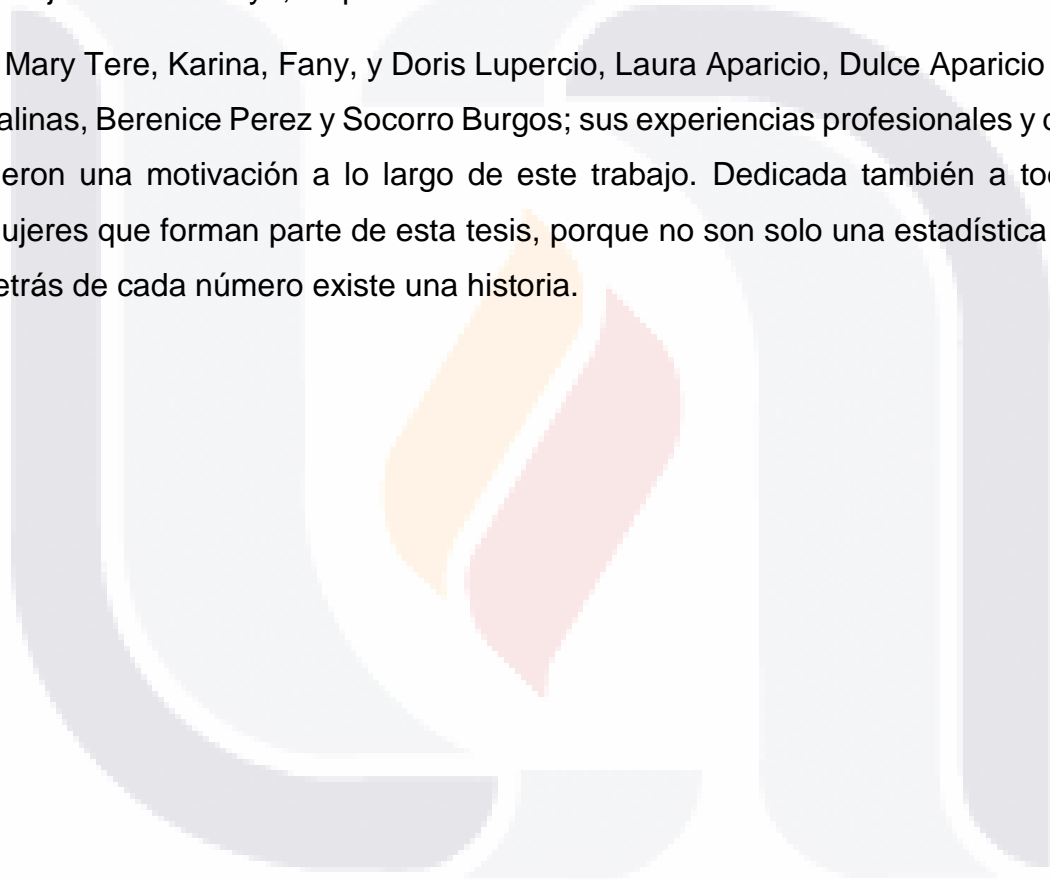 Mary Tere, Karina, Fany, y Doris Lupercio, Laura Aparicio, Dulce Aparicio
alinas, Berenice Perez y Socorro Burgos; sus experiencias profesionales y
eron una motivación a lo largo de este trabajo. Dedicada también a to
ujeres que forman parte de esta tesis, porque no son solo una estadística
etrás de cada número existe una historia.